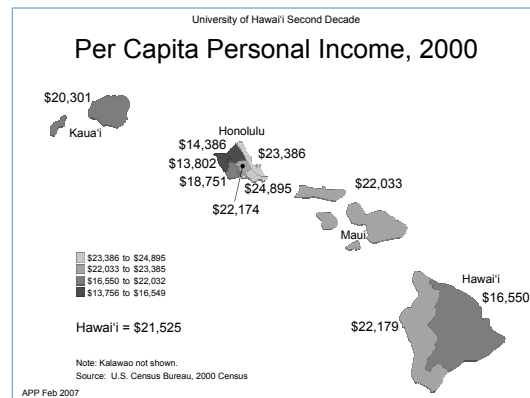 University of Hawai‘i Second Decade
Per Capita Personal Income, 2000
$20,301
Kaua‘i
Honolulu
$14,386
$23,386
$13,802
$18,751
$24,895
$22,033
$22,174
Maui
$23,386 to $24,895
$22,033 to $23,385
$16,550 to $22,032
$13,756 to $16,549
Hawai‘i
$16,550
$22,179
Hawai‘i = $21,525
Note: Kalawao not shown.
Source: U.S. Census Bureau, 2000 Census
APP Feb 2007